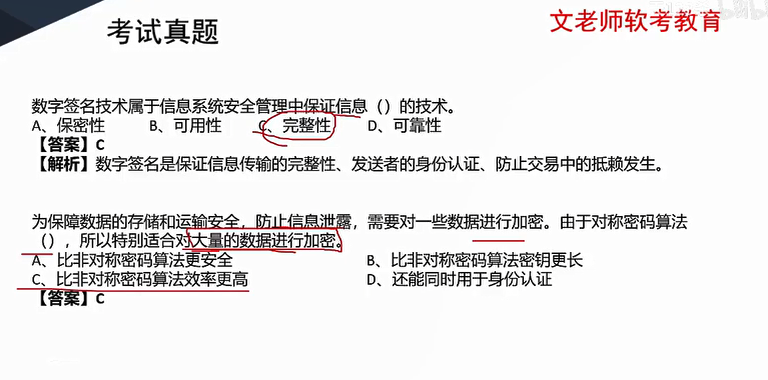 考试真题
文老师软考教育
数字签名技术属于信息系统安全管理中保证信息（）的技术。
A、保密性 B、可用性 C、完整性 D、可靠性
【答案】C
【解析】数字签名是保证信息传输的完整性、发送者的身份认证、防止交易中的抵赖发生。
为保障数据的存储和运输安全，防止信息泄露，需要对一些数据进行加密。由于对称密码算法
（），所以特别适合对大量的数据进行加密。
A、比非对称密码算法更安全 B、比非对称密码算法密钥更长
C、比非对称密码算法效率更高 D、还能同时用于身份认证
【答案】C